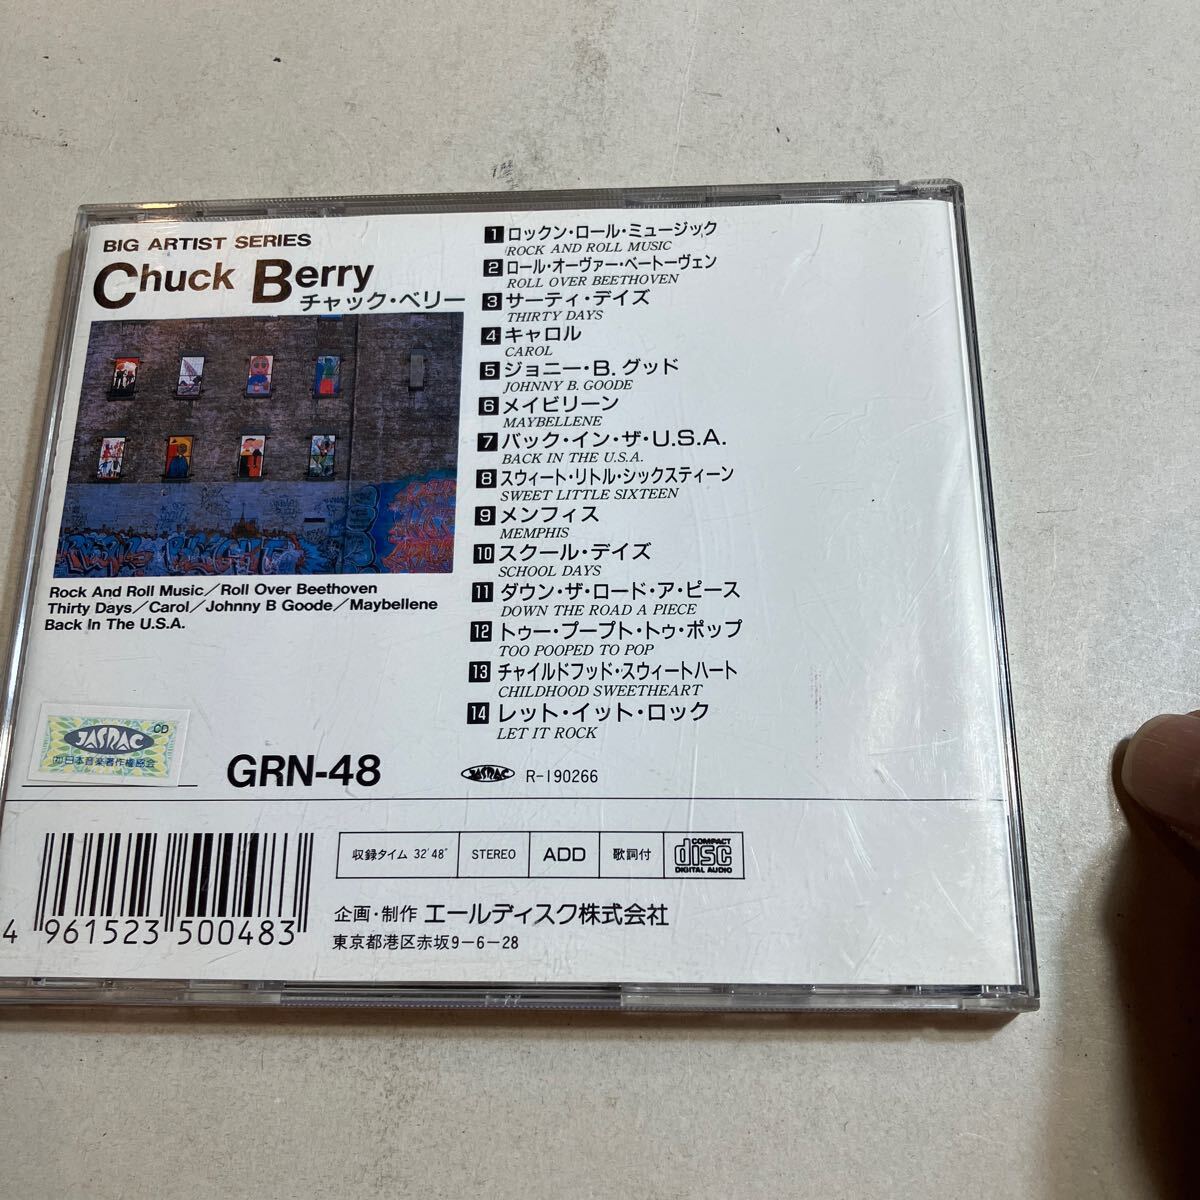 BIG ARTIST SERIES
Chuck Berry
チャック・ベリー
Rock And Roll Music／Roll Over Beethoven
Thirty Days／Carol／Johnny B Goode／Maybellene
Back In The U.S.A.
1 ロックン・ロール・ミュージック
ROCK AND ROLL MUSIC
2 ロール・オーヴァー・ベートーヴェン
ROLL OVER BEETHOVEN
3 サーティ・デイズ
THIRTY DAYS
4 キャロル
CAROL
5 ジョニー・B. グッド
JOHNNY B. GOODE
6 メイビリーン
MAYBELLENE
7 バック・イン・ザ・U.S.A.
BACK IN THE U.S.A.
8 スウィート・リトル・シックスティーン
SWEET LITTLE SIXTEEN
9 メンフィス
MEMPHIS
10 スクール・デイズ
SCHOOL DAYS
11 ダウン・ザ・ロード・ア・ピース
DOWN THE ROAD A PIECE
12 トゥー・プープト・トゥ・ポップ
TOO POOPED TO POP
13 チャイルドフッド・スウィートハート
CHILDHOOD SWEETHEART
14 レット・イット・ロック
LET IT ROCK
CD
JASRAC
㈳日本音楽著作権協会
GRN-48
JASRAC R-190266
収録タイム 32′48″
STEREO
ADD
歌詞付
COMPACT
disc
DIGITAL AUDIO
4 961523 500483
企画・制作 エールディスク株式会社
東京都港区赤坂9-6-28